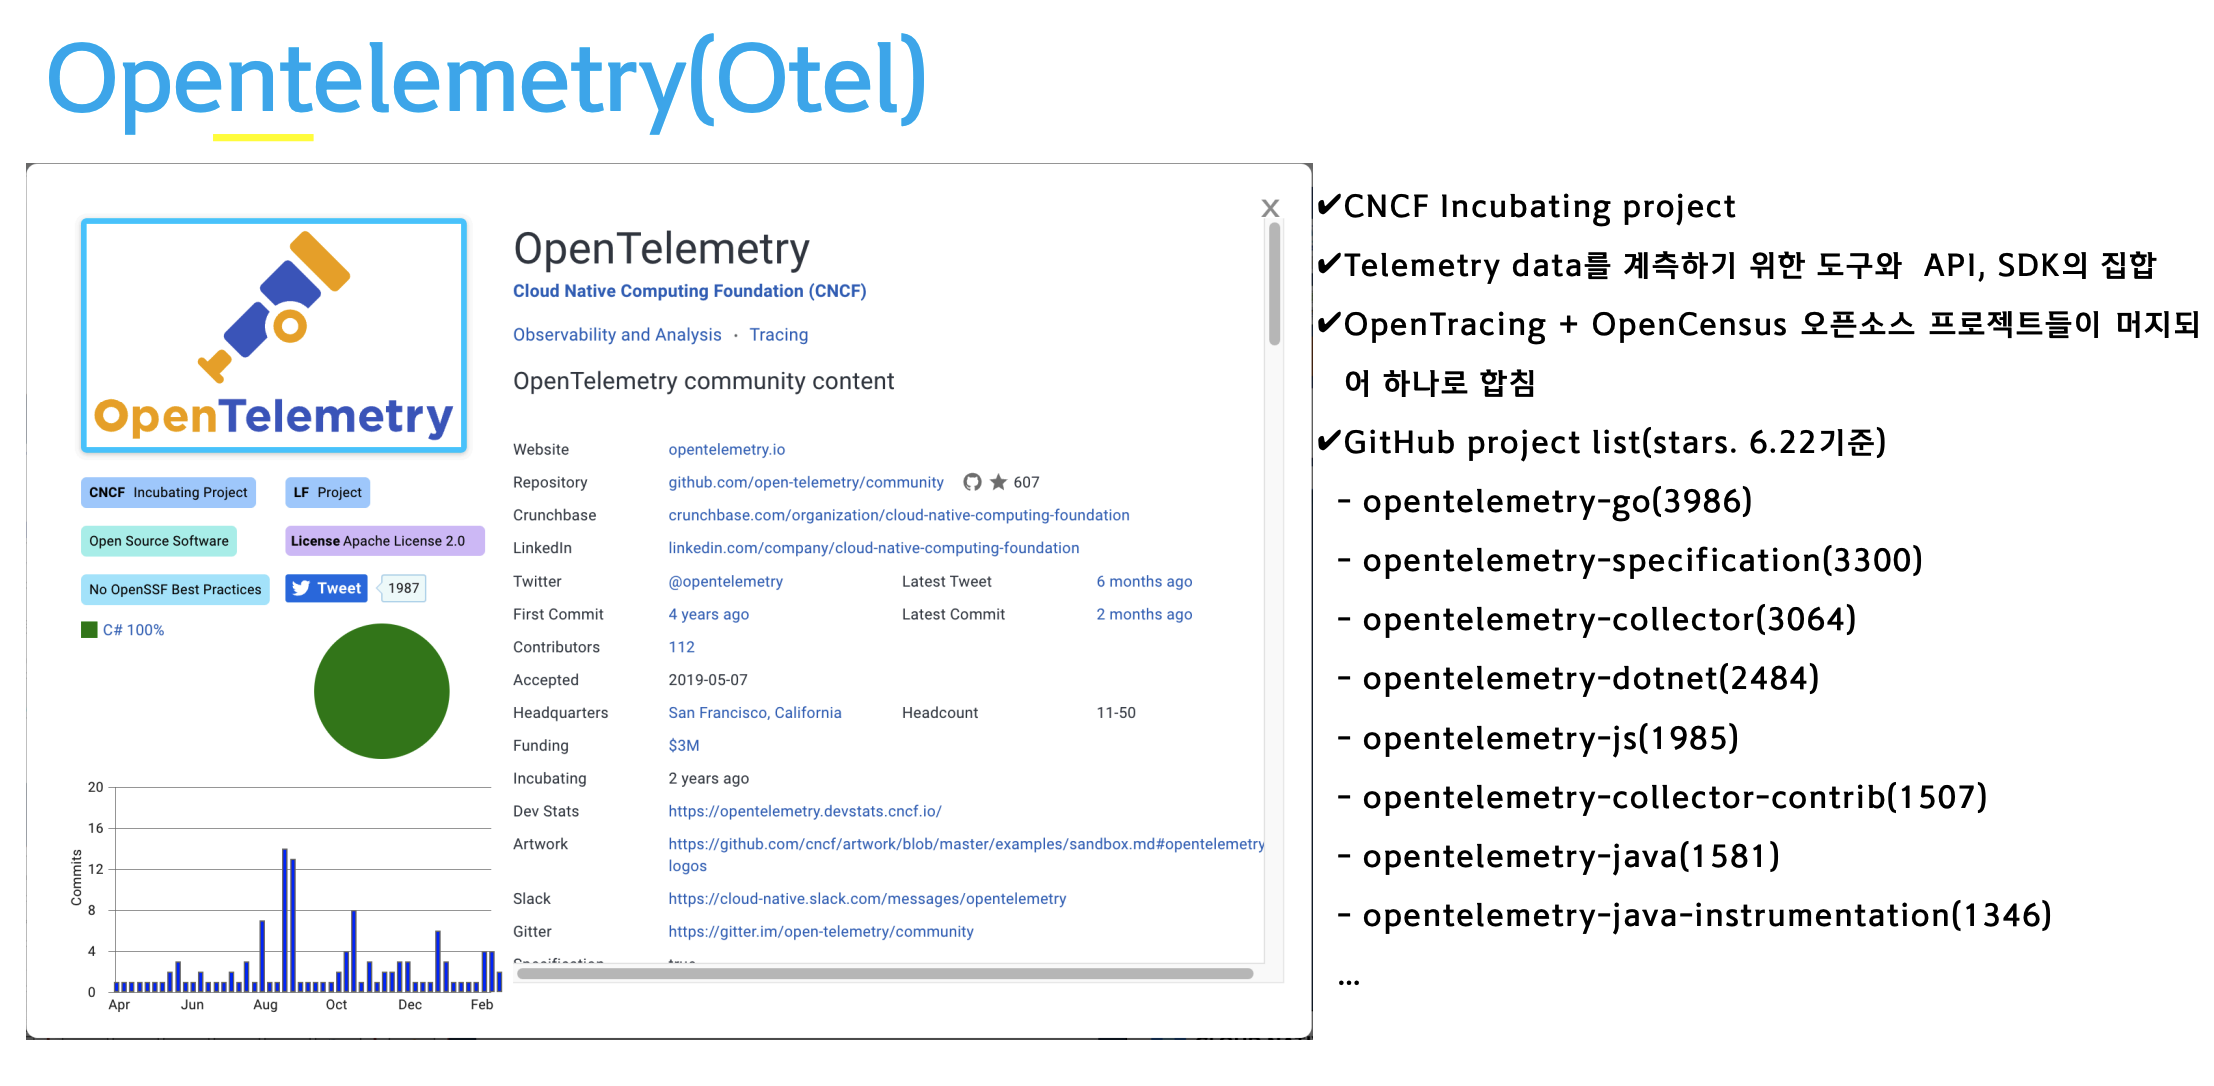 Opentelemetry(Otel)
OpenTelemetry
CNCF Incubating Project
LF Project
Open Source Software
License Apache License 2.0
No OpenSSF Best Practices
Tweet
1987
C# 100%
20
16
12
8
4
0
Commits
Apr Jun Aug Oct Dec Feb
X
OpenTelemetry
Cloud Native Computing Foundation (CNCF)
Observability and Analysis · Tracing
OpenTelemetry community content
Website opentelemetry.io
Repository github.com/open-telemetry/community ★ 607
Crunchbase crunchbase.com/organization/cloud-native-computing-foundation
LinkedIn linkedin.com/company/cloud-native-computing-foundation
Twitter @opentelemetry Latest Tweet 6 months ago
First Commit 4 years ago Latest Commit 2 months ago
Contributors 112
Accepted 2019-05-07
Headquarters San Francisco, California Headcount 11-50
Funding $3M
Incubating 2 years ago
Dev Stats https://opentelemetry.devstats.cncf.io/
Artwork https://github.com/cncf/artwork/blob/master/examples/sandbox.md#opentelemetry
logos
Slack https://cloud-native.slack.com/messages/opentelemetry
Gitter https://gitter.im/open-telemetry/community
✔CNCF Incubating project
✔Telemetry data를 계측하기 위한 도구와 API, SDK의 집합
✔OpenTracing + OpenCensus 오픈소스 프로젝트들이 머지되
어 하나로 합침
✔GitHub project list(stars. 6.22기준)
- opentelemetry-go(3986)
- opentelemetry-specification(3300)
- opentelemetry-collector(3064)
- opentelemetry-dotnet(2484)
- opentelemetry-js(1985)
- opentelemetry-collector-contrib(1507)
- opentelemetry-java(1581)
- opentelemetry-java-instrumentation(1346)
...